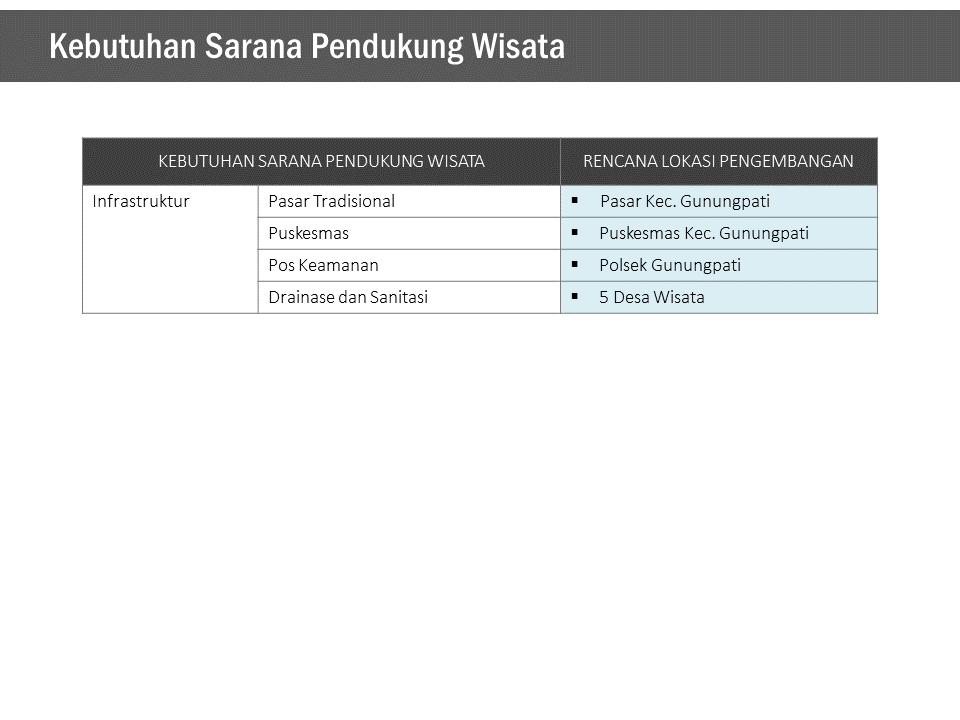 Kebutuhan Sarana Pendukung Wisata
KEBUTUHAN SARANA PENDUKUNG WISATA RENCANA LOKASI PENGEMBANGAN
Infrastruktur Pasar Tradisional ▪ Pasar Kec. Gunungpati
Puskesmas ▪ Puskesmas Kec. Gunungpati
Pos Keamanan ▪ Polsek Gunungpati
Drainase dan Sanitasi ▪ 5 Desa Wisata